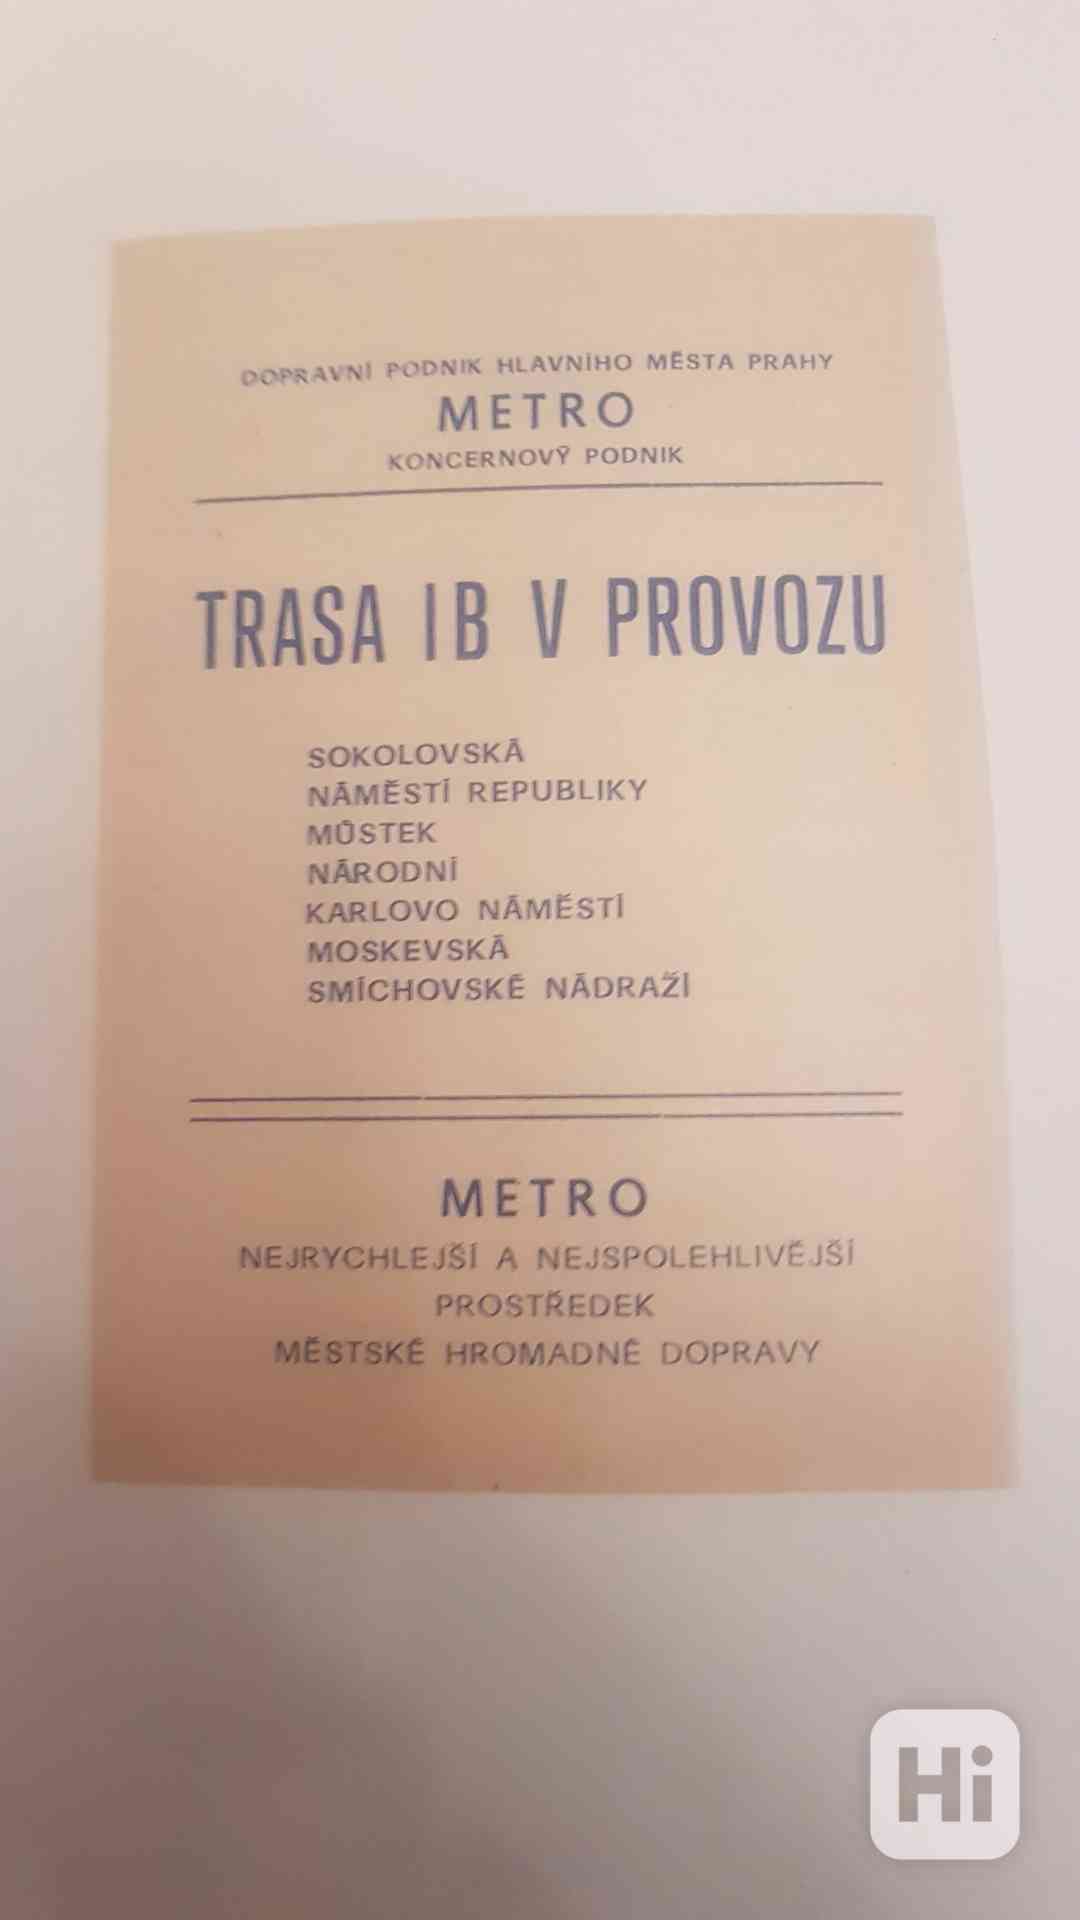 DOPRAVNÍ PODNIK HLAVNÍHO MĚSTA PRAHY
METRO
KONCERNOVÝ PODNIK
TRASA I B V PROVOZU
SOKOLOVSKÁ
NÁMĚSTÍ REPUBLIKY
MŮSTEK
NÁRODNÍ
KARLOVO NÁMĚSTÍ
MOSKEVSKÁ
SMÍCHOVSKÉ NÁDRAŽÍ
METRO
NEJRYCHLEJŠÍ A NEJSPOLEHLIVĚJŠÍ
PROSTŘEDEK
MĚSTSKÉ HROMADNÉ DOPRAVY
Hi